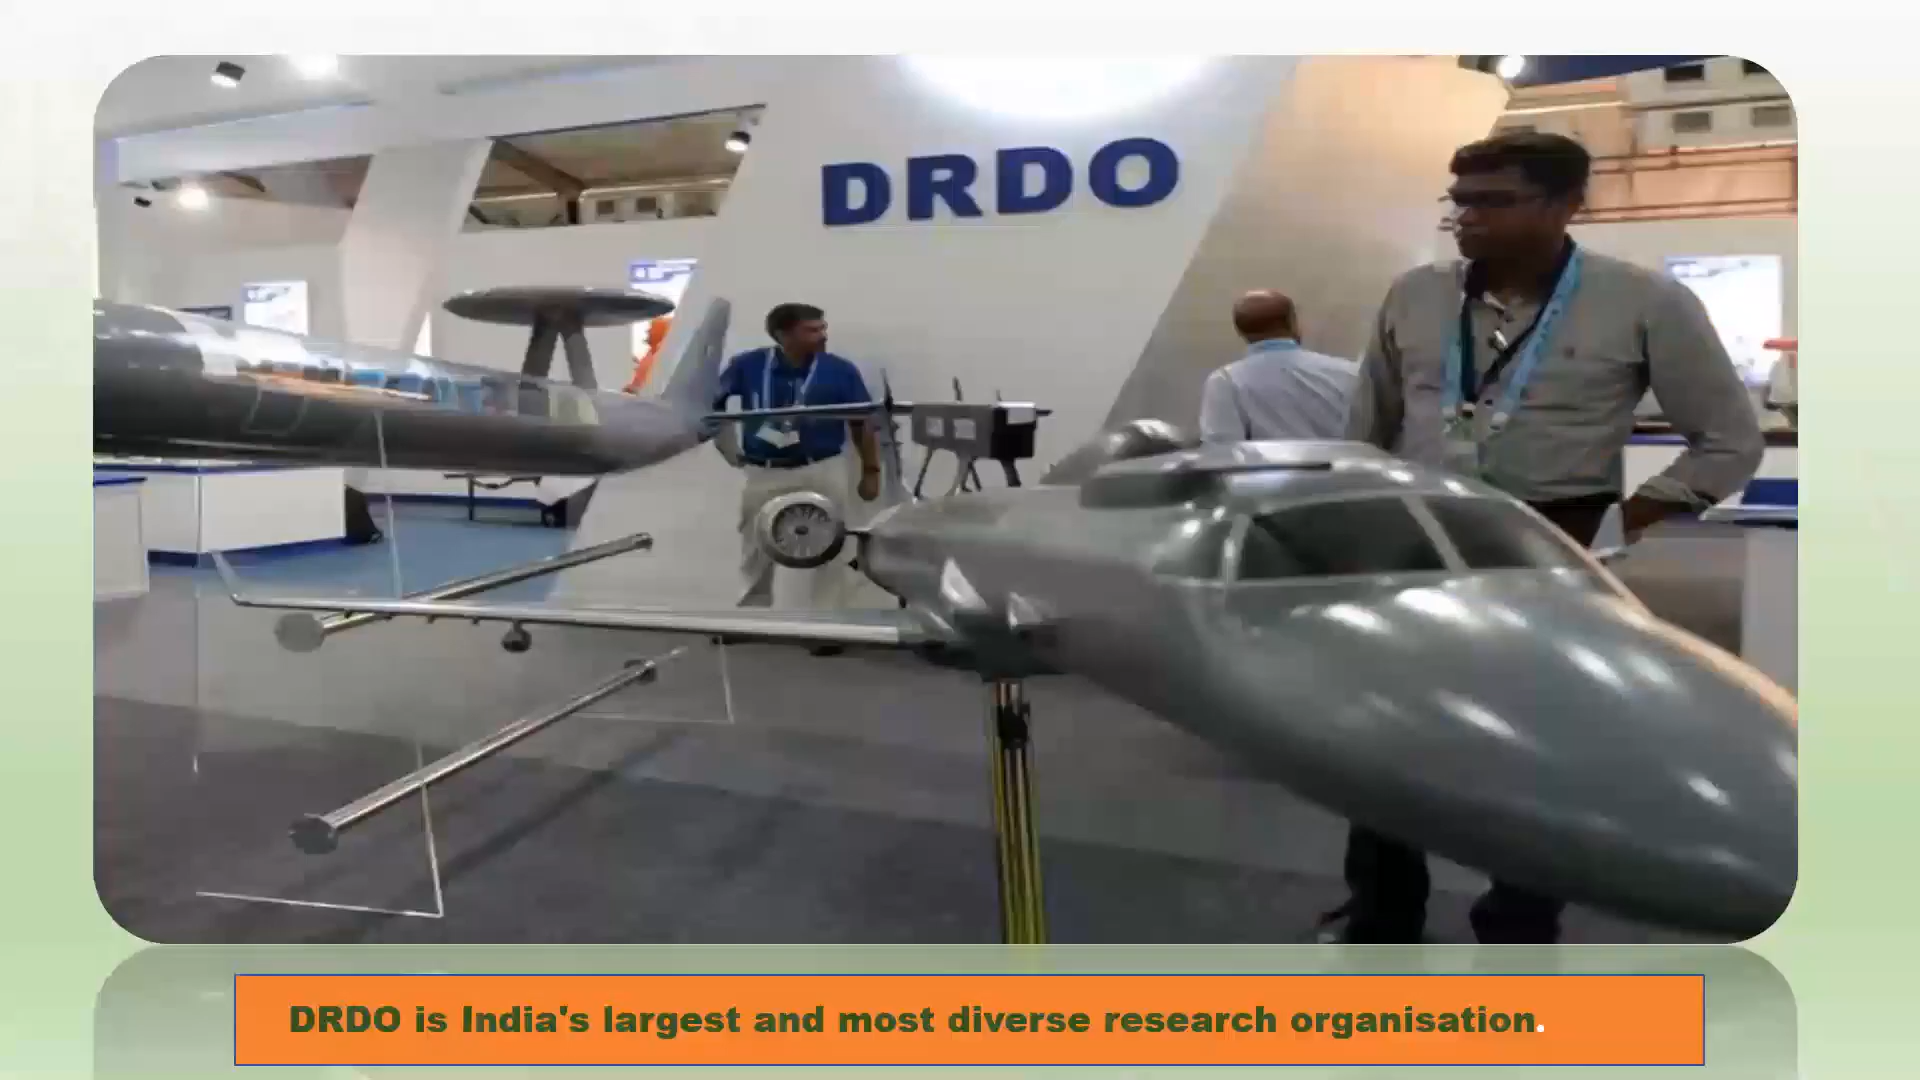 DRDO
DRDO is India's largest and most diverse research organisation.